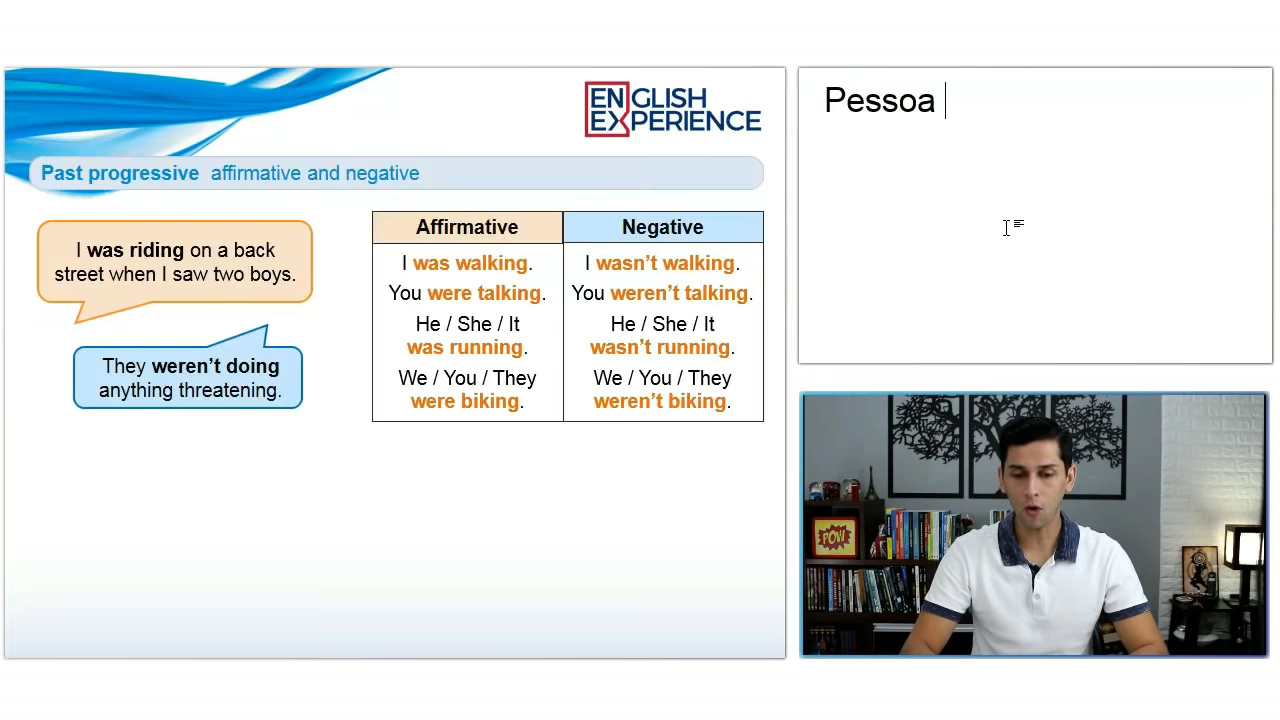 ENGLISH
EXPERIENCE
Past progressive affirmative and negative
I was riding on a back
street when I saw two boys.
They weren't doing
anything threatening.
Affirmative Negative
I was walking. I wasn't walking.
You were talking. You weren't talking.
He / She / It He / She / It
was running. wasn't running.
We / You / They We / You / They
were biking. weren't biking.
Pessoa
POW